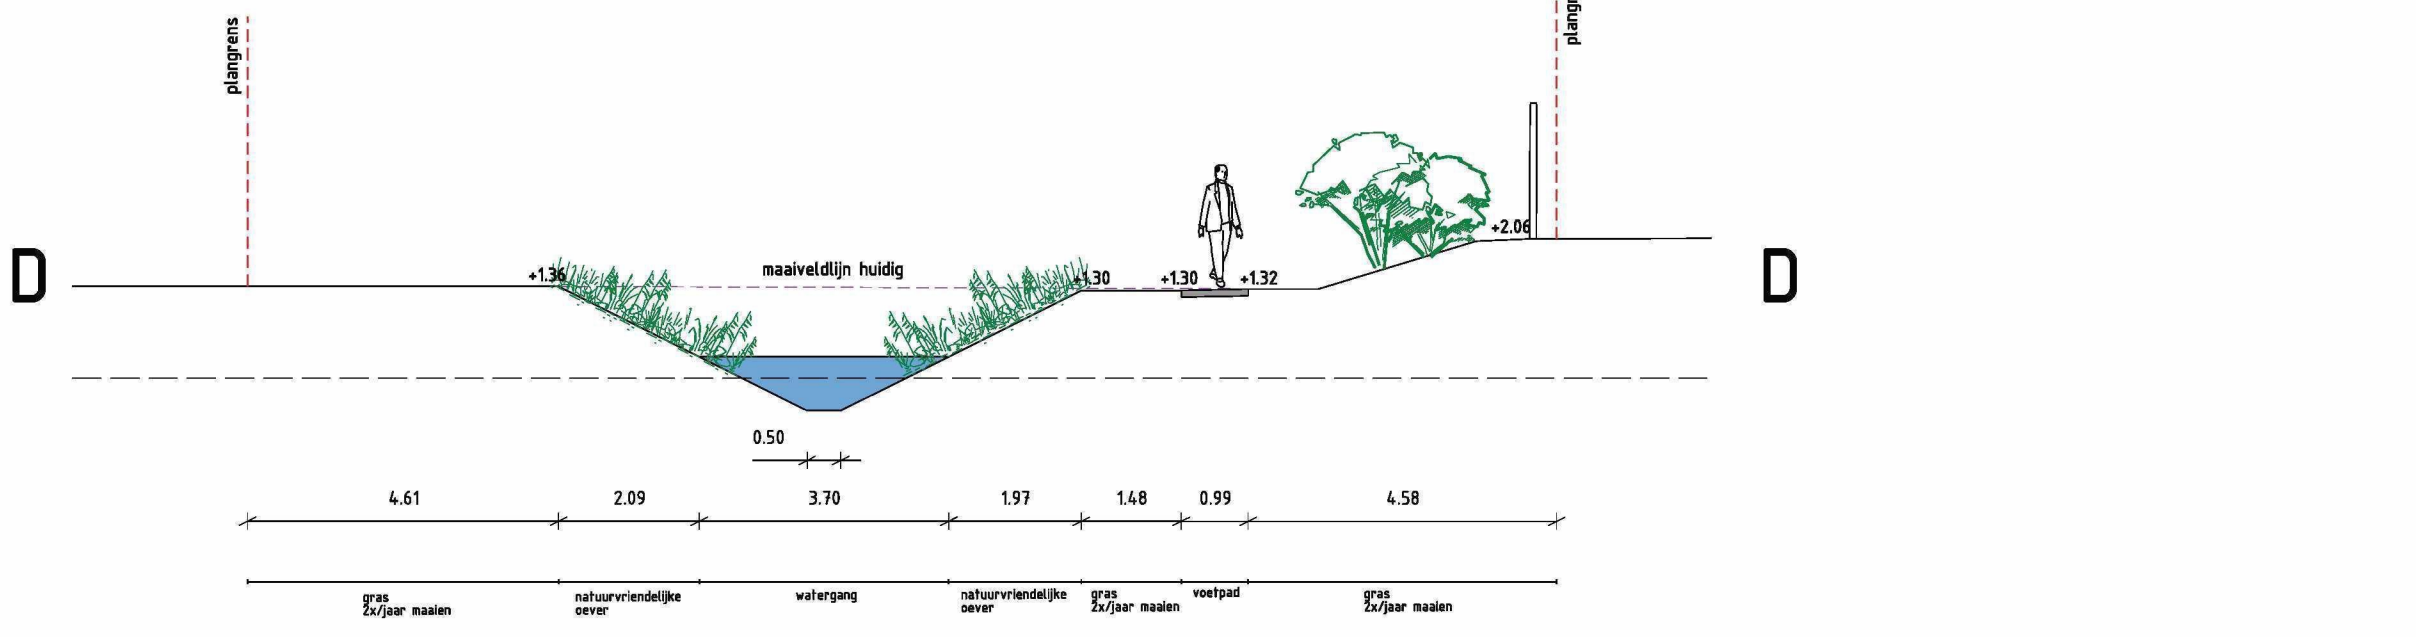 plangrens
plangr
D
+1.36
maaiveldlijn huidig
+1.30
+1.30
+1.32
+2.06
D
0.50
4.61
2.09
3.70
1.97
1.48
0.99
4.58
gras
2x/jaar maaien
natuurvriendelijke
oever
watergang
natuurvriendelijke
oever
gras
2x/jaar maaien
voetpad
gras
2x/jaar maaien